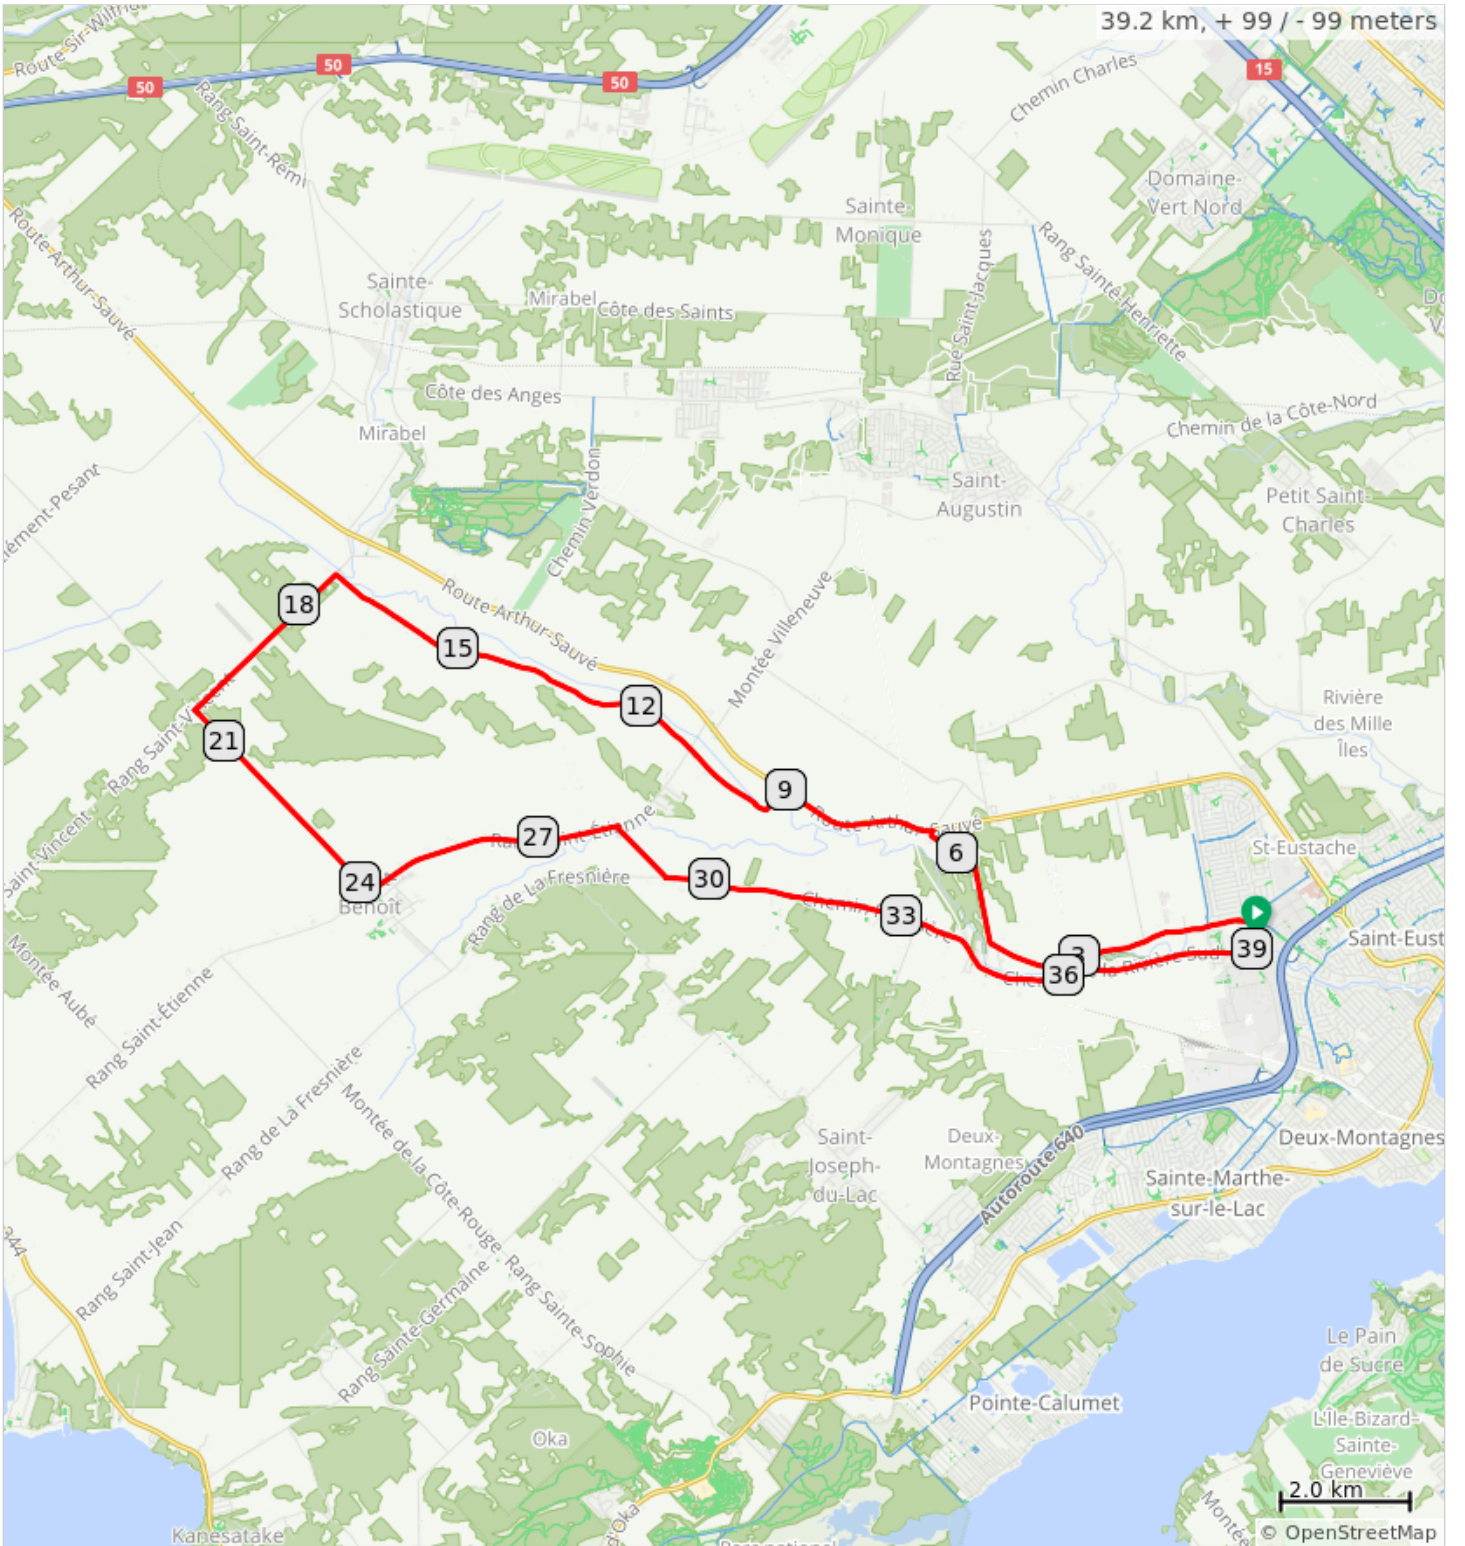 39.2 km, + 99 / - 99 meters
50
50
50
15
Rang Saint-Rémi
Chemin Charles
Domaine-
Vert Nord
Sainte-
Monique
Route-Arthur-Sauvé
Rang Sainte-Henriette
Rue Saint-Jacques
Sainte-
Scholastique
Mirabel
Côte des Saints
Côte des Anges
Mirabel
Chemin de la Côte-Nord
Chemin Verdon
Saint-
Augustin
Petit Saint-
Charles
Route Arthur-Sauvé
Montée Villeneuve
18
15
12
21
Rang Saint-Vincent
Saint-Vincent
Rivière
des Mille
Îles
9
6
27
St-Eustache
24
Benoît
30
Rang de La Fresnière
33
3
36
39
Montée Aubé
Rang Saint-Étienne
Rang de La Fresnière
Montée de la Côte-Rouge
Rang Saint-Jean
Rang Sainte-Germaine
Rang Sainte-Sophie
Saint-
Joseph-
du-Lac
Deux-
Montagnes
Autoroute 640
Deux-Montagnes
Sainte-Marthe-
sur-le-Lac
344
Le Pain
de Sucre
Pointe-Calumet
L'Île-Bizard–
Sainte-
Geneviève
Oka
Kanesatake
2.0 km
© OpenStreetMap